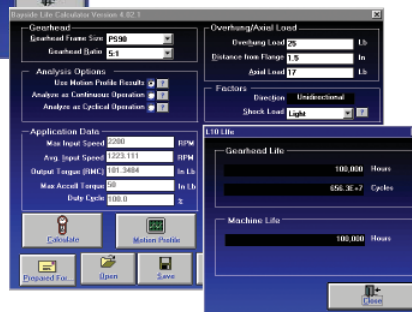 Bayside Life Calculator Version 4.02.1
Gearhead
Gearhead Frame Size PS90
Gearhead Ratio 5:1
Analysis Options
Use Motion Profile Results ?
Analyze as Continuous Operation ?
Analyze as Cyclical Operation ?
Application Data
Max Input Speed 2200 RPM
Avg. Input Speed 1223.111 RPM
Output Torque (RMC) 101.3484 In Lb
Max Accell Torque 50 In Lb
Duty Cycle 100.0 %
Calculate
Motion Profile
Prepared For...
Open
Save
Overhung/Axial Load
Overhung Load 25 Lb
Distance from Flange 1.5 In
Axial Load 17 Lb
Factors
Direction Unidirectional
Shock Load Light ?
L10 Life
Gearhead Life
100,000 Hours
656.3E+7 Cycles
Machine Life
100,000 Hours
Close